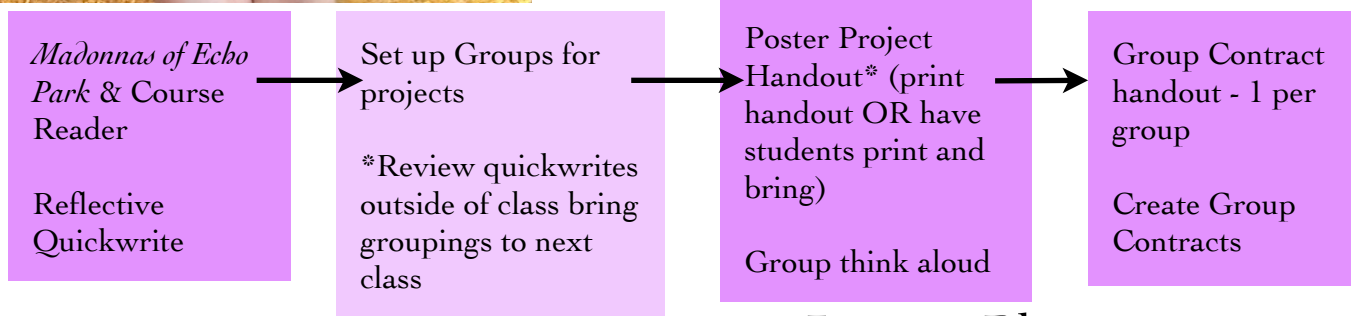 Madonnas of Echo
Park & Course
Reader
Reflective
Quickwrite
Set up Groups for
projects
*Review quickwrites
outside of class bring
groupings to next
class
Poster Project
Handout* (print
handout OR have
students print and
bring)
Group think aloud
Group Contract
handout - 1 per
group
Create Group
Contracts